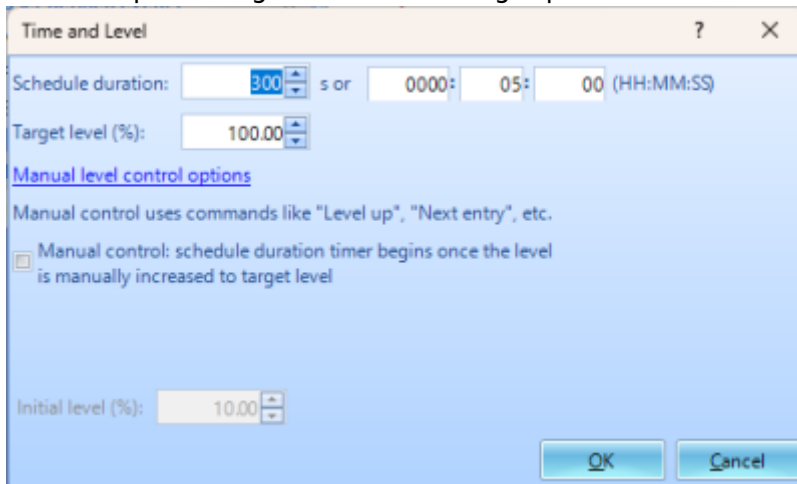 Time and Level ? ×
Schedule duration: 300 s or 0000: 05: 00 (HH:MM:SS)
Target level (%): 100.00
Manual level control options
Manual control uses commands like "Level up", "Next entry", etc.
Manual control: schedule duration timer begins once the level
is manually increased to target level
Initial level (%): 10.00
OK Cancel